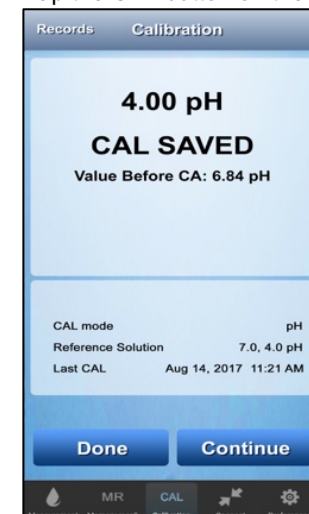 Records Calibration
4.00 pH
CAL SAVED
Value Before CA: 6.84 pH
CAL mode pH
Reference Solution 7.0, 4.0 pH
Last CAL Aug 14, 2017 11:21 AM
Done Continue
MR CAL